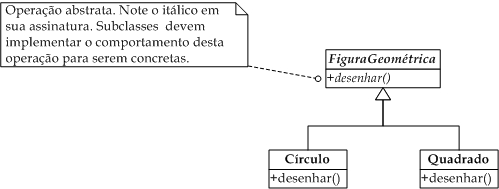 Operação abstrata. Note o itálico em
sua assinatura. Subclasses devem
implementar o comportamento desta
operação para serem concretas.
FiguraGeométrica
+desenhar()
Círculo
+desenhar()
Quadrado
+desenhar()